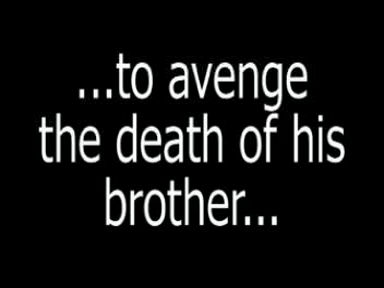 ...to avenge
the death of his
brother...